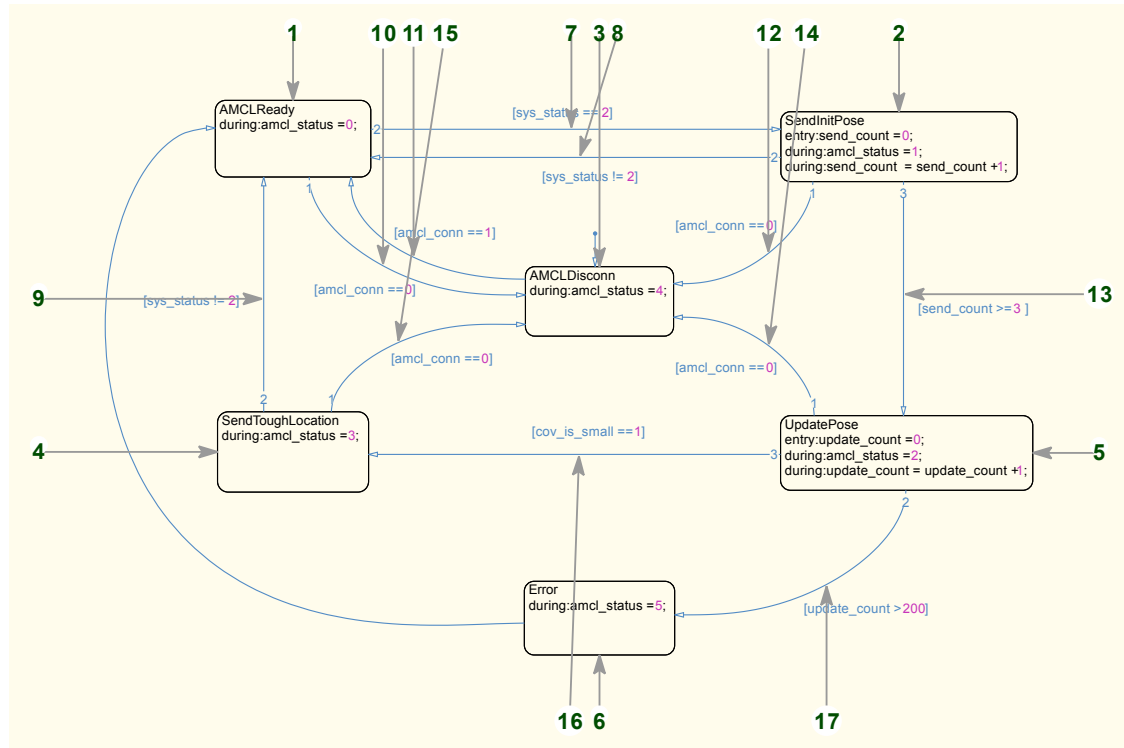 1
10
11
15
7
3
8
12
14
2
AMCLReady
during:amcl_status =0;
2
[sys_status ==2]
SendInitPose
entry:send_count =0;
during:amcl_status =1;
during:send_count = send_count +1;
2
[sys_status != 2]
1
1
3
[amcl_conn ==1]
[amcl_conn ==0]
AMCLDisconn
during:amcl_status =4;
[amcl_conn ==0]
9
[sys_status != 2]
13
[send_count >=3 ]
[amcl_conn ==0]
[amcl_conn ==0]
2
1
1
SendToughLocation
during:amcl_status =3;
[cov_is_small ==1]
3
UpdatePose
entry:update_count =0;
during:amcl_status =2;
during:update_count = update_count +1;
4
5
2
Error
during:amcl_status =5;
[update_count >200]
16
6
17